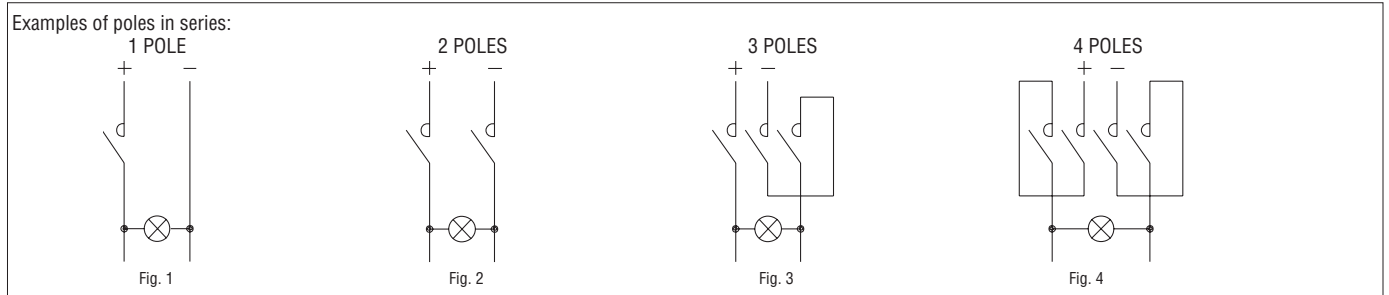 Examples of poles in series:
1 POLE 2 POLES 3 POLES 4 POLES
+ – + – + – + –
Fig. 1 Fig. 2 Fig. 3 Fig. 4